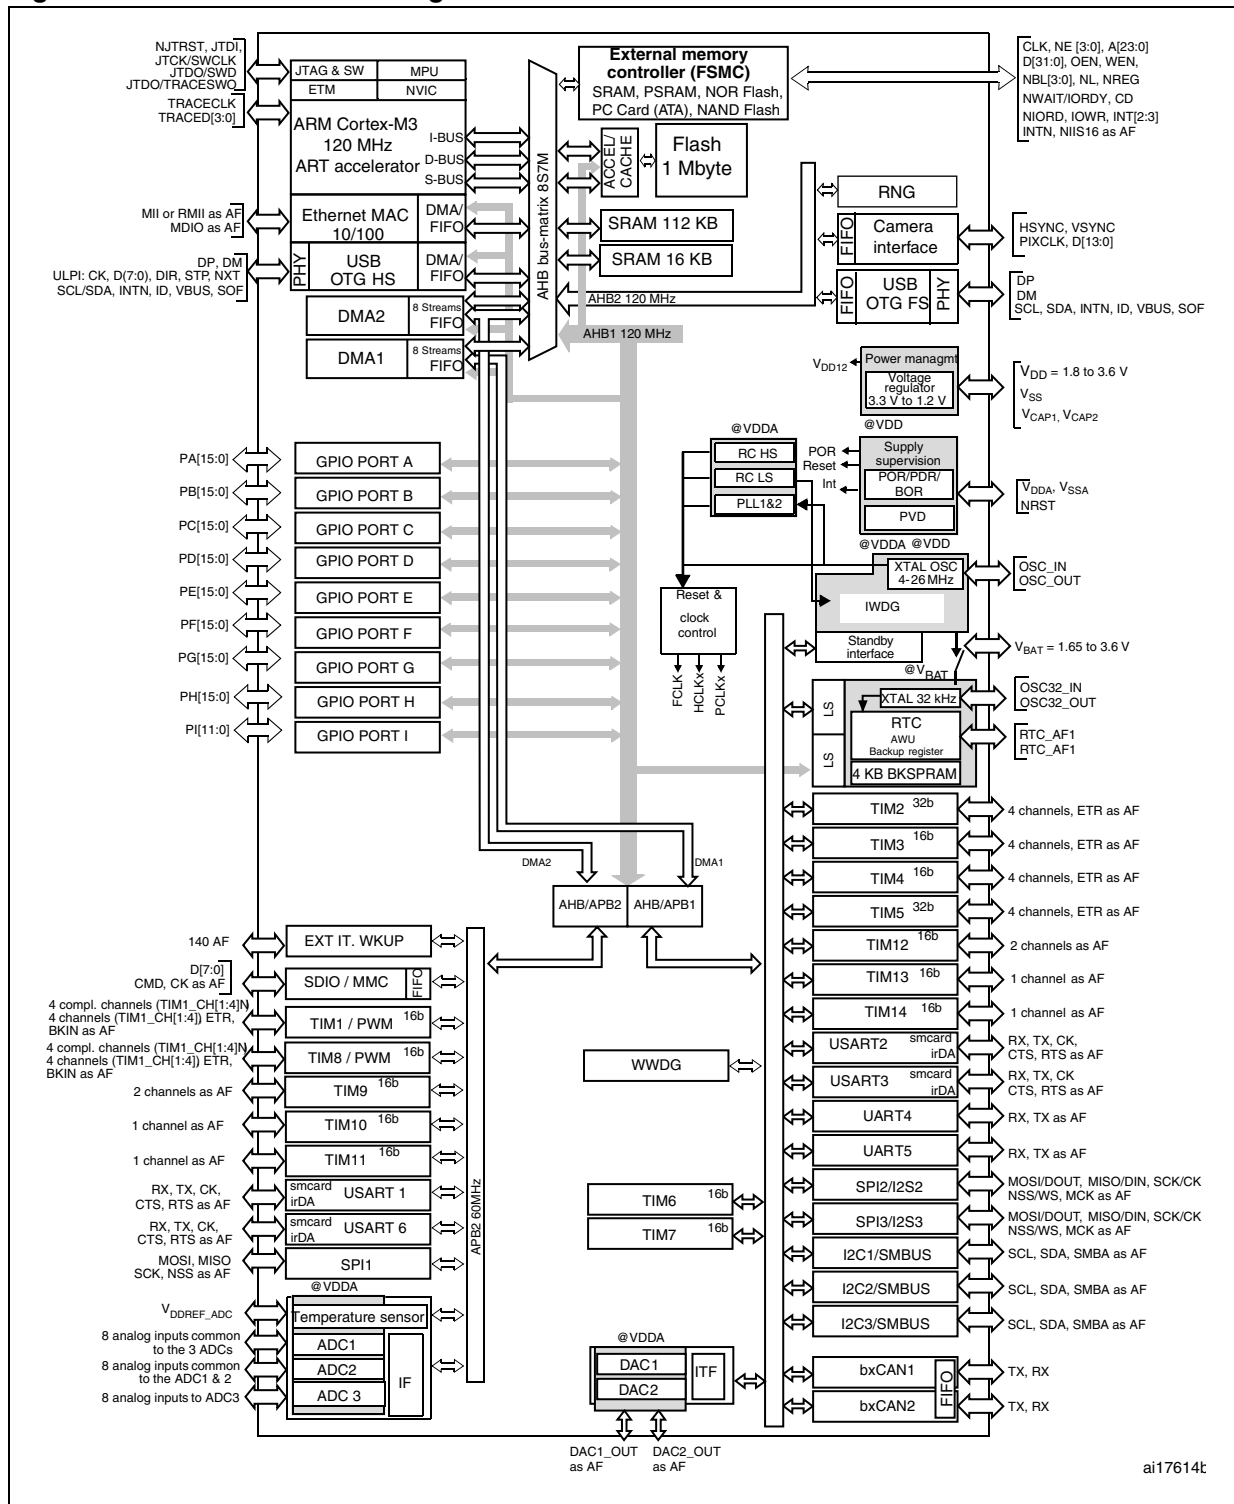 NJTRST, JTDI,
JTCK/SWCLK
JTDO/SWD
JTDO/TRACESWO
TRACECLK
TRACED[3:0]
JTAG & SW
MPU
ETM
NVIC
ARM Cortex-M3
120 MHz
ART accelerator
I-BUS
D-BUS
S-BUS
MII or RMII as AF
MDIO as AF
Ethernet MAC
10/100
DMA/
FIFO
DP, DM
ULPI: CK, D(7:0), DIR, STP, NXT
SCL/SDA, INTN, ID, VBUS, SOF
PHY
USB
OTG HS
DMA/
FIFO
DMA2
8 Streams
FIFO
DMA1
8 Streams
FIFO
AHB bus-matrix 8S7M
External memory
controller (FSMC)
SRAM, PSRAM, NOR Flash,
PC Card (ATA), NAND Flash
CLK, NE [3:0], A[23:0]
D[31:0], OEN, WEN,
NBL[3:0], NL, NREG
NWAIT/IORDY, CD
NIORD, IOWR, INT[2:3]
INTN, NIIS16 as AF
ACCEL/
CACHE
Flash
1 Mbyte
SRAM 112 KB
SRAM 16 KB
AHB2 120 MHz
AHB1 120 MHz
RNG
FIFO
Camera
interface
HSYNC, VSYNC
PIXCLK, D[13:0]
FIFO
USB
OTG FS
PHY
DP
DM
SCL, SDA, INTN, ID, VBUS, SOF
VDD12
Power managmt
Voltage
regulator
3.3 V to 1.2 V
VDD = 1.8 to 3.6 V
VSS
VCAP1, VCAP2
@VDD
@VDDA
RC HS
RC LS
PLL1&2
POR
Reset
Int
Supply
supervision
POR/PDR/
BOR
PVD
VDDA, VSSA
NRST
@VDDA @VDD
XTAL OSC
4-26 MHz
OSC_IN
OSC_OUT
IWDG
Reset &
clock
control
FCLK
HCLKx
PCLKx
Standby
interface
VBAT = 1.65 to 3.6 V
@VBAT
LS
LS
XTAL 32 kHz
OSC32_IN
OSC32_OUT
RTC
AWU
Backup register
RTC_AF1
RTC_AF1
4 KB BKSPRAM
PA[15:0]
GPIO PORT A
PB[15:0]
GPIO PORT B
PC[15:0]
GPIO PORT C
PD[15:0]
GPIO PORT D
PE[15:0]
GPIO PORT E
PF[15:0]
GPIO PORT F
PG[15:0]
GPIO PORT G
PH[15:0]
GPIO PORT H
PI[11:0]
GPIO PORT I
DMA2
DMA1
AHB/APB2
AHB/APB1
140 AF
EXT IT. WKUP
D[7:0]
CMD, CK as AF
SDIO / MMC
FIFO
4 compl. channels (TIM1_CH[1:4]N
4 channels (TIM1_CH[1:4]) ETR,
BKIN as AF
TIM1 / PWM
16b
4 compl. channels (TIM1_CH[1:4]N
4 channels (TIM1_CH[1:4]) ETR,
BKIN as AF
TIM8 / PWM
16b
2 channels as AF
TIM9
16b
1 channel as AF
TIM10
16b
1 channel as AF
TIM11
16b
RX, TX, CK,
CTS, RTS as AF
smcard
irDA
USART 1
RX, TX, CK,
CTS, RTS as AF
smcard
irDA
USART 6
MOSI, MISO
SCK, NSS as AF
SPI1
@VDDA
VDDREF_ADC
Temperature sensor
8 analog inputs common
to the 3 ADCs
ADC1
8 analog inputs common
to the ADC1 & 2
ADC2
8 analog inputs to ADC3
ADC 3
IF
APB2 60MHz
WWDG
TIM6
16b
TIM7
16b
@VDDA
DAC1
DAC2
ITF
DAC1_OUT
as AF
DAC2_OUT
as AF
TIM2
32b
4 channels, ETR as AF
TIM3
16b
4 channels, ETR as AF
TIM4
16b
4 channels, ETR as AF
TIM5
32b
4 channels, ETR as AF
TIM12
16b
2 channels as AF
TIM13
16b
1 channel as AF
TIM14
16b
1 channel as AF
USART2
smcard
irDA
RX, TX, CK,
CTS, RTS as AF
USART3
smcard
irDA
RX, TX, CK
CTS, RTS as AF
UART4
RX, TX as AF
UART5
RX, TX as AF
SPI2/I2S2
MOSI/DOUT, MISO/DIN, SCK/CK
NSS/WS, MCK as AF
SPI3/I2S3
MOSI/DOUT, MISO/DIN, SCK/CK
NSS/WS, MCK as AF
I2C1/SMBUS
SCL, SDA, SMBA as AF
I2C2/SMBUS
SCL, SDA, SMBA as AF
I2C3/SMBUS
SCL, SDA, SMBA as AF
bxCAN1
TX, RX
bxCAN2
TX, RX
FIFO
ai17614b